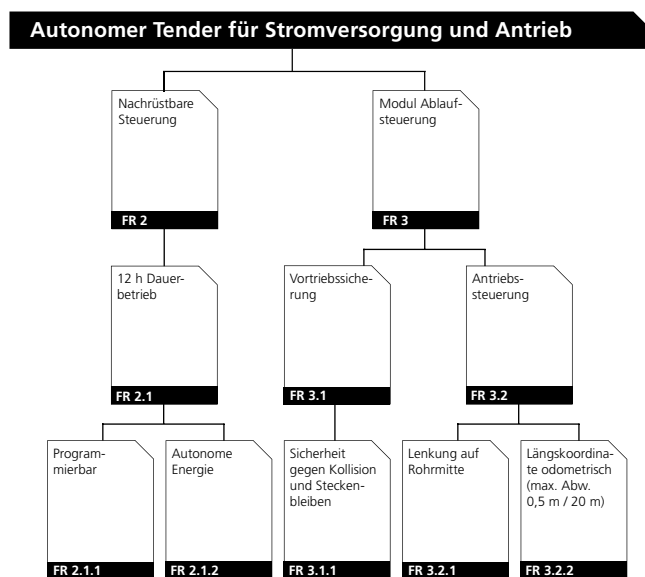 Autonomer Tender für Stromversorgung und Antrieb
Nachrüstbare
Steuerung
FR 2
Modul Ablauf-
steuerung
FR 3
12 h Dauer-
betrieb
FR 2.1
Vortriebssiche-
rung
FR 3.1
Antriebs-
steuerung
FR 3.2
Program-
mierbar
FR 2.1.1
Autonome
Energie
FR 2.1.2
Sicherheit
gegen Kollision
und Stecken-
bleiben
FR 3.1.1
Lenkung auf
Rohrmitte
FR 3.2.1
Längskoordina-
te odometrisch
(max. Abw.
0,5 m / 20 m)
FR 3.2.2